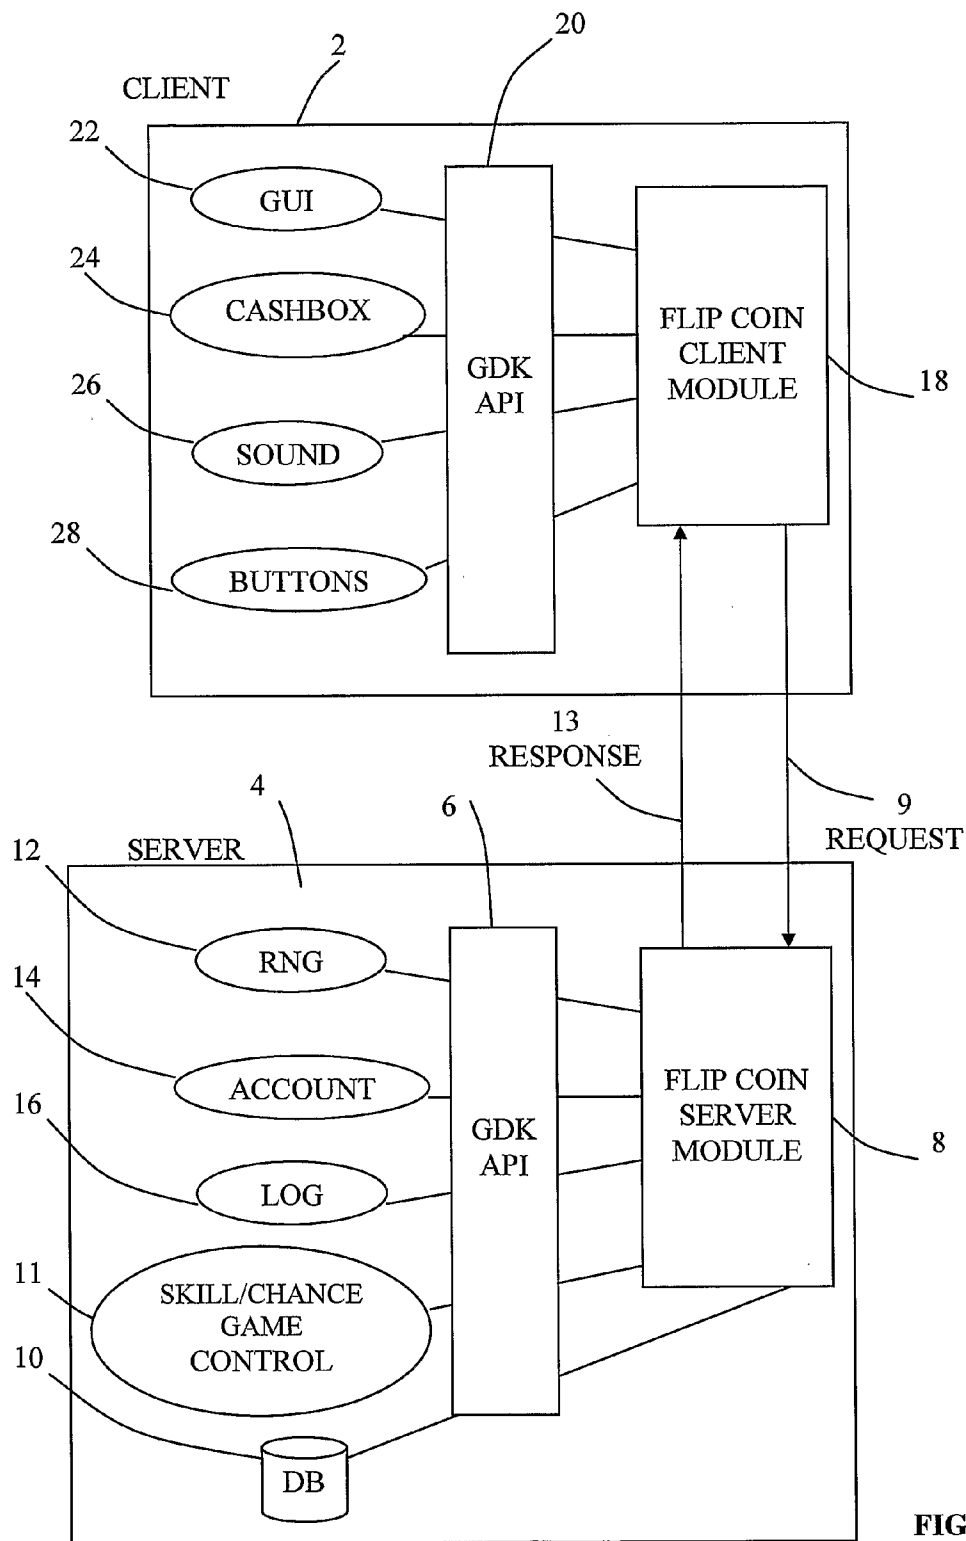 20
2
CLIENT
22
GUI
24
CASHBOX
FLIP COIN
CLIENT
MODULE
GDK
API
18
26
SOUND
28
BUTTONS
13
RESPONSE
9
REQUEST
4
6
SERVER
12
RNG
14
ACCOUNT
FLIP COIN
SERVER
MODULE
GDK
API
8
16
LOG
11
SKILL/CHANCE
GAME
CONTROL
10
DB
FIG